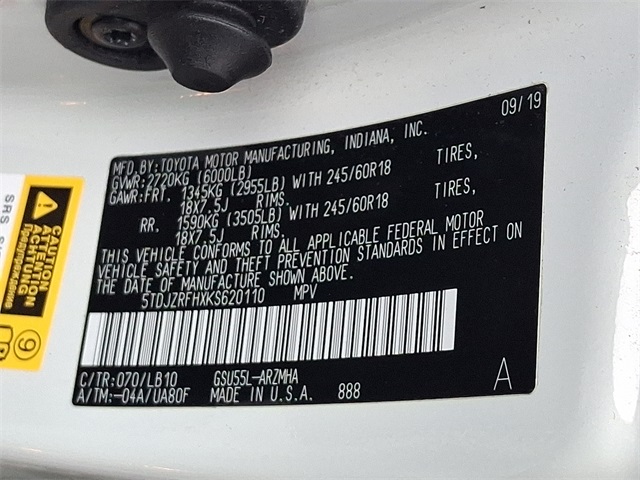 09/19
MFD.BY:TOYOTA MOTOR MANUFACTURING, INDIANA, INC.
GVWR:2720KG (6000LB)
GAWR:FRT. 1345KG (2955LB) WITH 245/60R18 TIRES,
18X7.5J RIMS.
RR. 1590KG (3505LB) WITH 245/60R18 TIRES,
18X7.5J RIMS.
THIS VEHICLE CONFORMS TO ALL APPLICABLE FEDERAL MOTOR
VEHICLE SAFETY AND THEFT PREVENTION STANDARDS IN EFFECT ON
THE DATE OF MANUFACTURE SHOWN ABOVE.
5TDJZRFHXKS620110 MPV
C/TR:070/LB10 GSU55L-ARZMHA
A/TM:-04A/UA80F MADE IN U.S.A. 888
A
CAUTION
ATTENTION
ACHTUNG
9
SRS